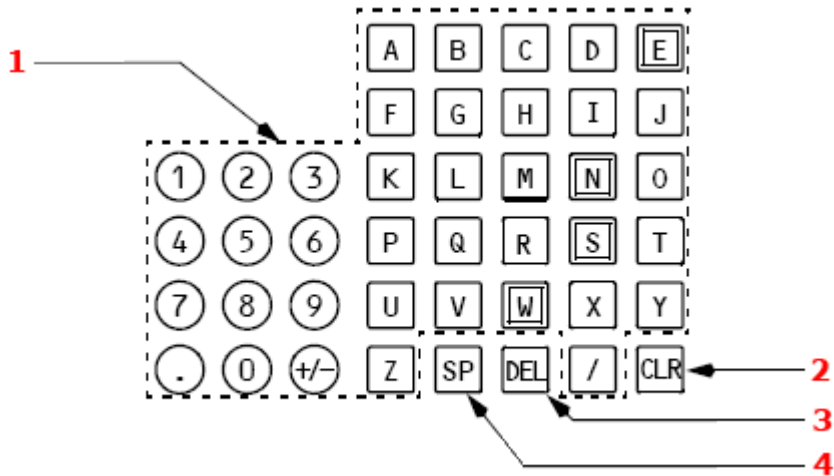 A B C D E
1
F G H I J
1 2 3 K L M N O
4 5 6 P Q R S T
7 8 9 U V W X Y
. 0 +/- Z SP DEL / CLR 2
3
4